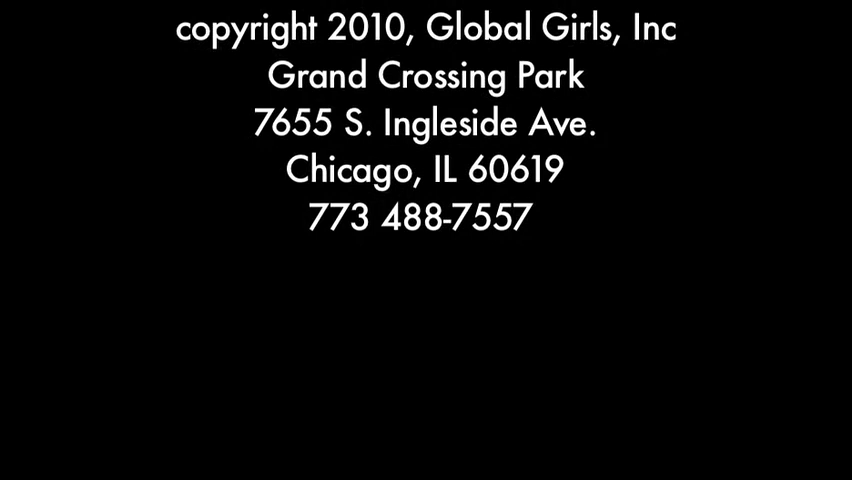 copyright 2010, Global Girls, Inc
Grand Crossing Park
7655 S. Ingleside Ave.
Chicago, IL 60619
773 488-7557